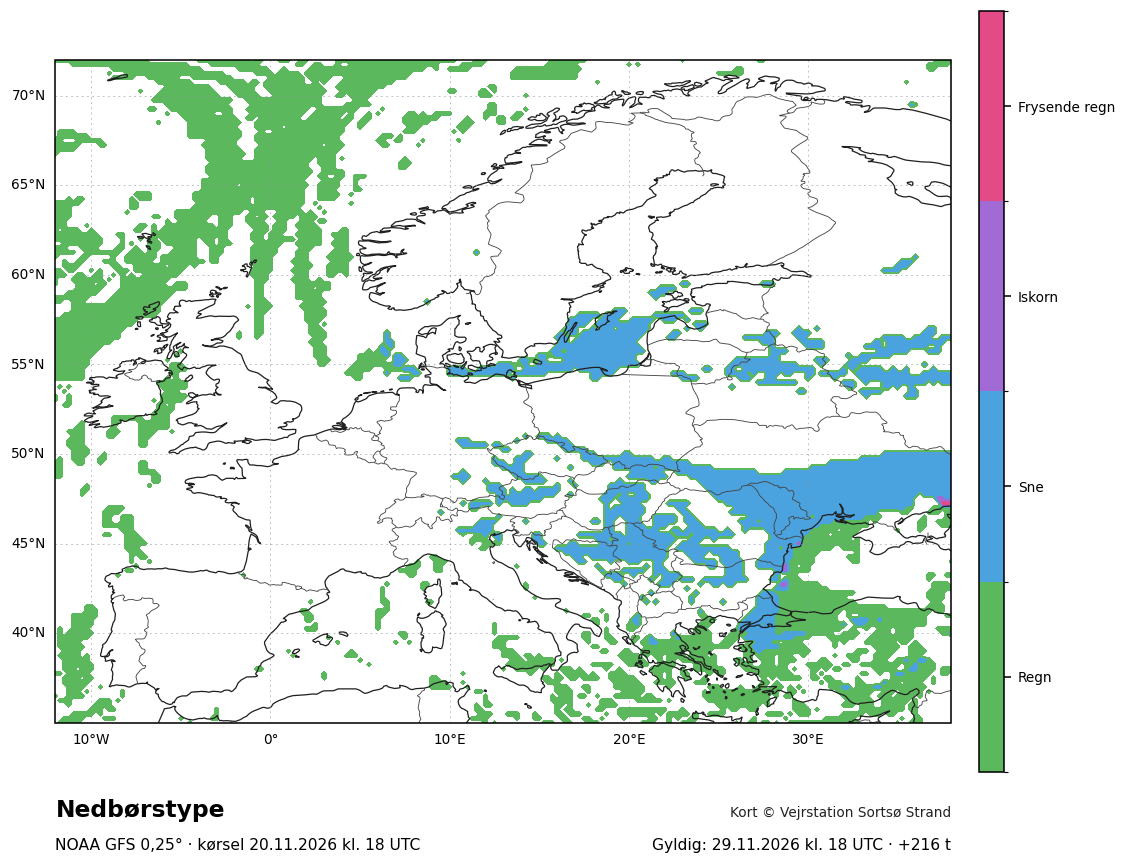 70°N
65°N
60°N
55°N
50°N
45°N
40°N
10°W
0°
10°E
20°E
30°E
Frysende regn
Iskorn
Sne
Regn
Nedbørstype
Kort © Vejrstation Sortsø Strand
NOAA GFS 0,25° · kørsel 20.11.2026 kl. 18 UTC
Gyldig: 29.11.2026 kl. 18 UTC · +216 t